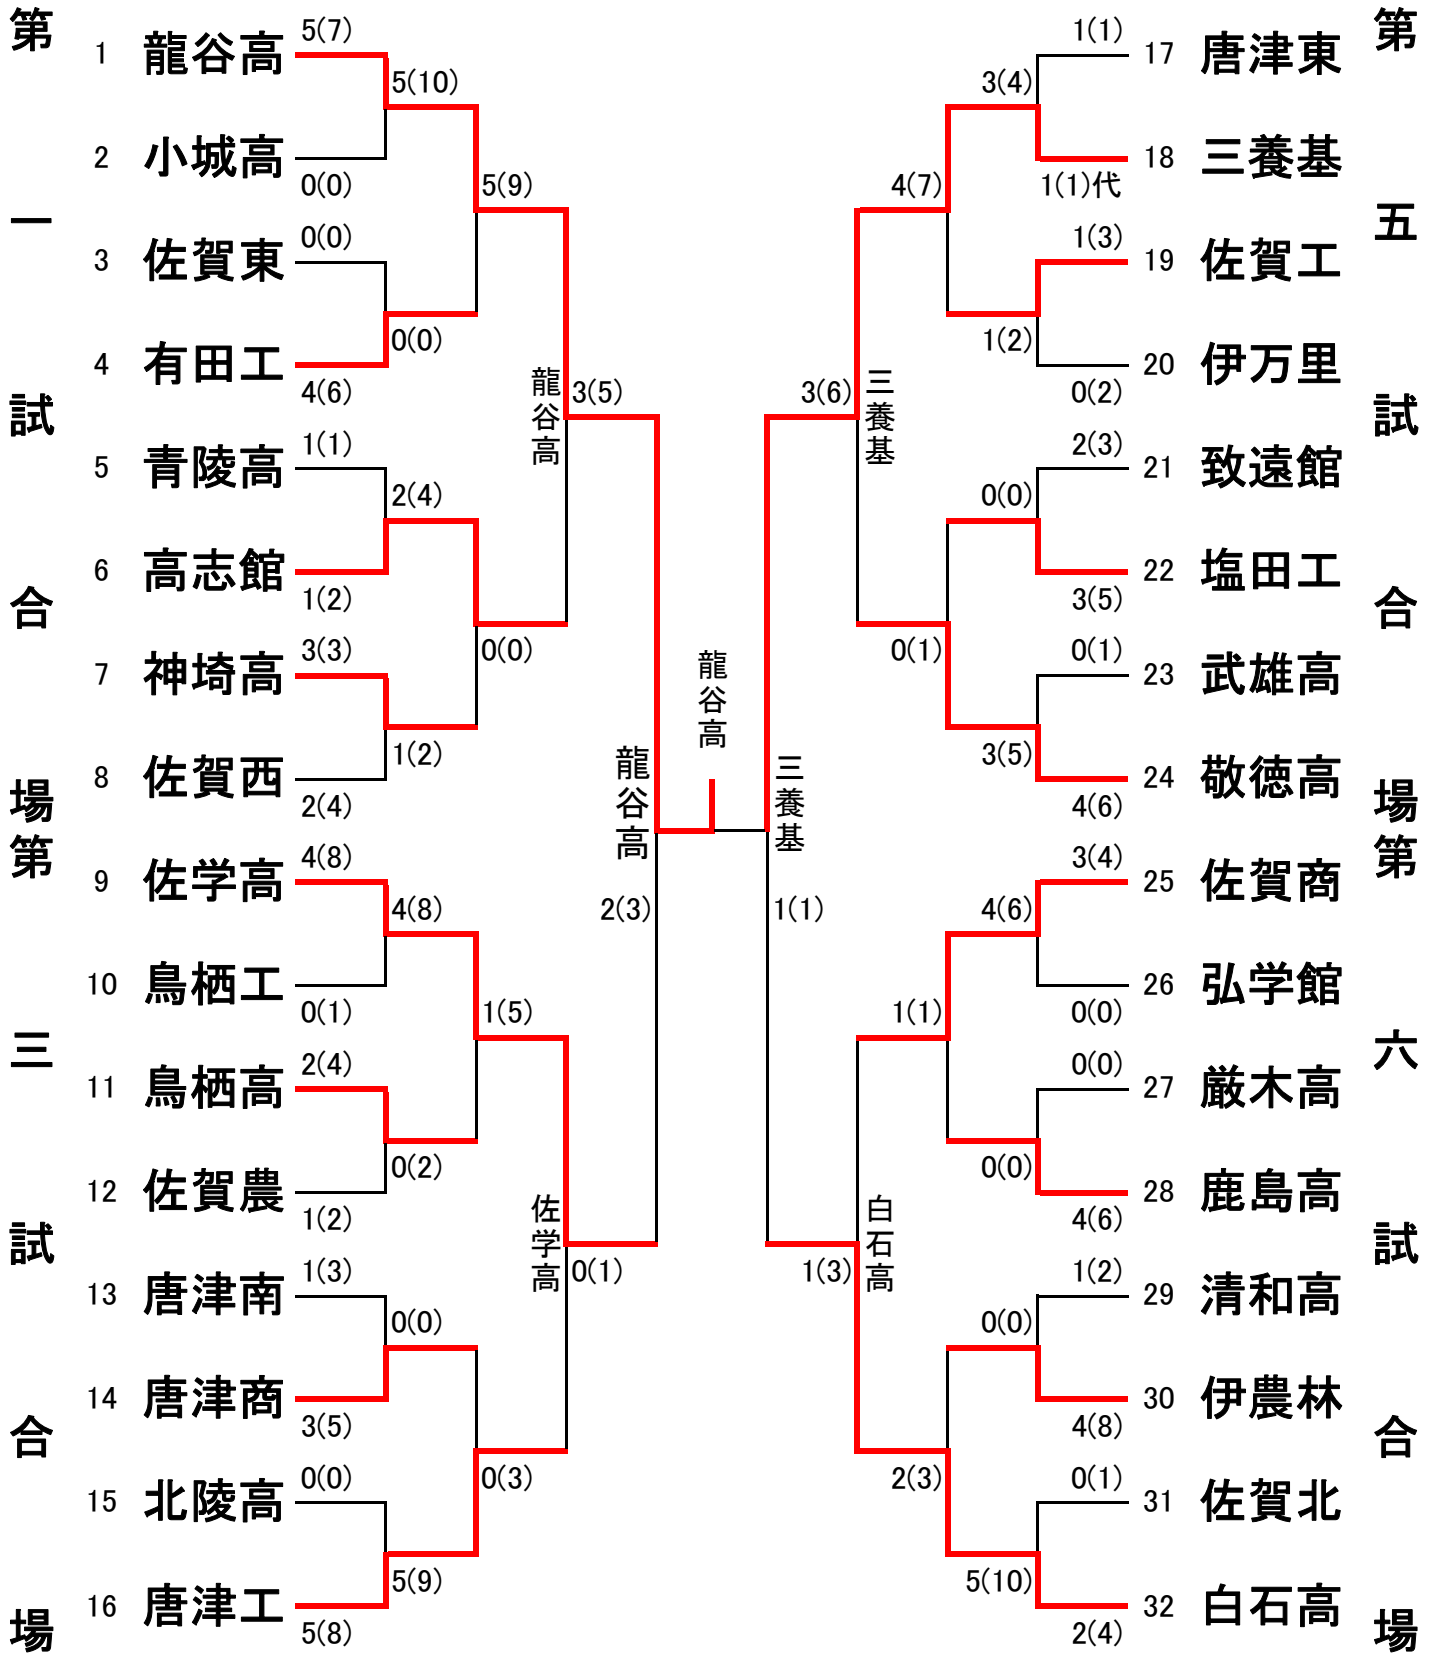 第一試合場
1 龍谷高 5(7)
5(10)
2 小城高 0(0)
5(9)
3 佐賀東 0(0)
0(0)
4 有田工 4(6)
龍谷高
3(5)
5 青陵高 1(1)
2(4)
6 高志館 1(2)
0(0)
7 神埼高 3(3)
1(2)
8 佐賀西 2(4)
龍谷高
2(3)
第三試合場
9 佐学高 4(8)
4(8)
10 鳥栖工 0(1)
1(5)
11 鳥栖高 2(4)
0(2)
12 佐賀農 1(2)
佐学高
0(1)
13 唐津南 1(3)
0(0)
14 唐津商 3(5)
0(3)
15 北陵高 0(0)
5(9)
16 唐津工 5(8)
龍谷高
第五試合場
1(1) 17 唐津東
3(4)
1(1)代 18 三養基
4(7)
1(3) 19 佐賀工
1(2)
0(2) 20 伊万里
三養基
3(6)
2(3) 21 致遠館
0(0)
3(5) 22 塩田工
0(1)
0(1) 23 武雄高
3(5)
4(6) 24 敬徳高
三養基
1(1)
第六試合場
3(4) 25 佐賀商
4(6)
0(0) 26 弘学館
1(1)
0(0) 27 厳木高
0(0)
4(6) 28 鹿島高
白石高
1(3)
1(2) 29 清和高
0(0)
4(8) 30 伊農林
2(3)
0(1) 31 佐賀北
5(10)
2(4) 32 白石高